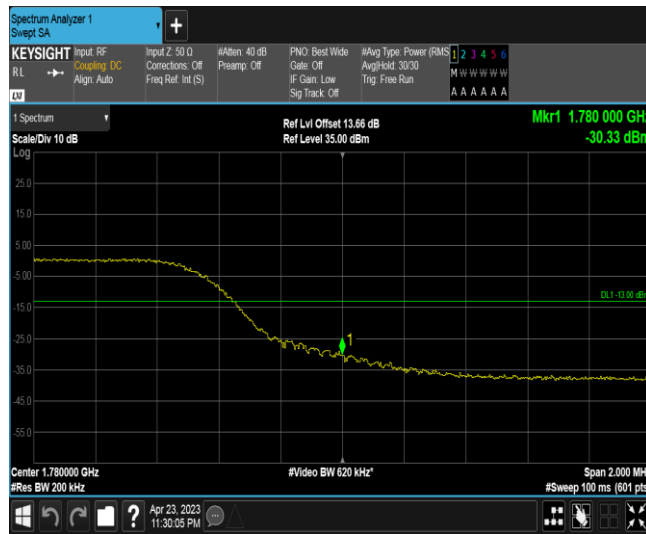 Spectrum Analyzer 1
Swept SA
KEYSIGHT
RL
LXI
Input: RF
Coupling: DC
Align: Auto
Input Z: 50 Ω
Corrections: Off
Freq Ref: Int (S)
#Atten: 40 dB
Preamp: Off
PNO: Best Wide
Gate: Off
IF Gain: Low
Sig Track: Off
#Avg Type: Power (RMS
Avg|Hold: 30/30
Trig: Free Run
1 2 3 4 5 6
M W W W W W
A A A A A A
1 Spectrum
Scale/Div 10 dB
Log
Ref Lvl Offset 13.66 dB
Ref Level 35.00 dBm
Mkr1 1.780 000 GHz
-30.33 dBm
25.0
15.0
5.00
-5.00
-15.0
-25.0
-35.0
-45.0
-55.0
DL1 -13.00 dBm
1
Center 1.780000 GHz
#Res BW 200 kHz
#Video BW 620 kHz*
Span 2.000 MHz
#Sweep 100 ms (601 pts
?
Apr 23, 2023
11:30:05 PM